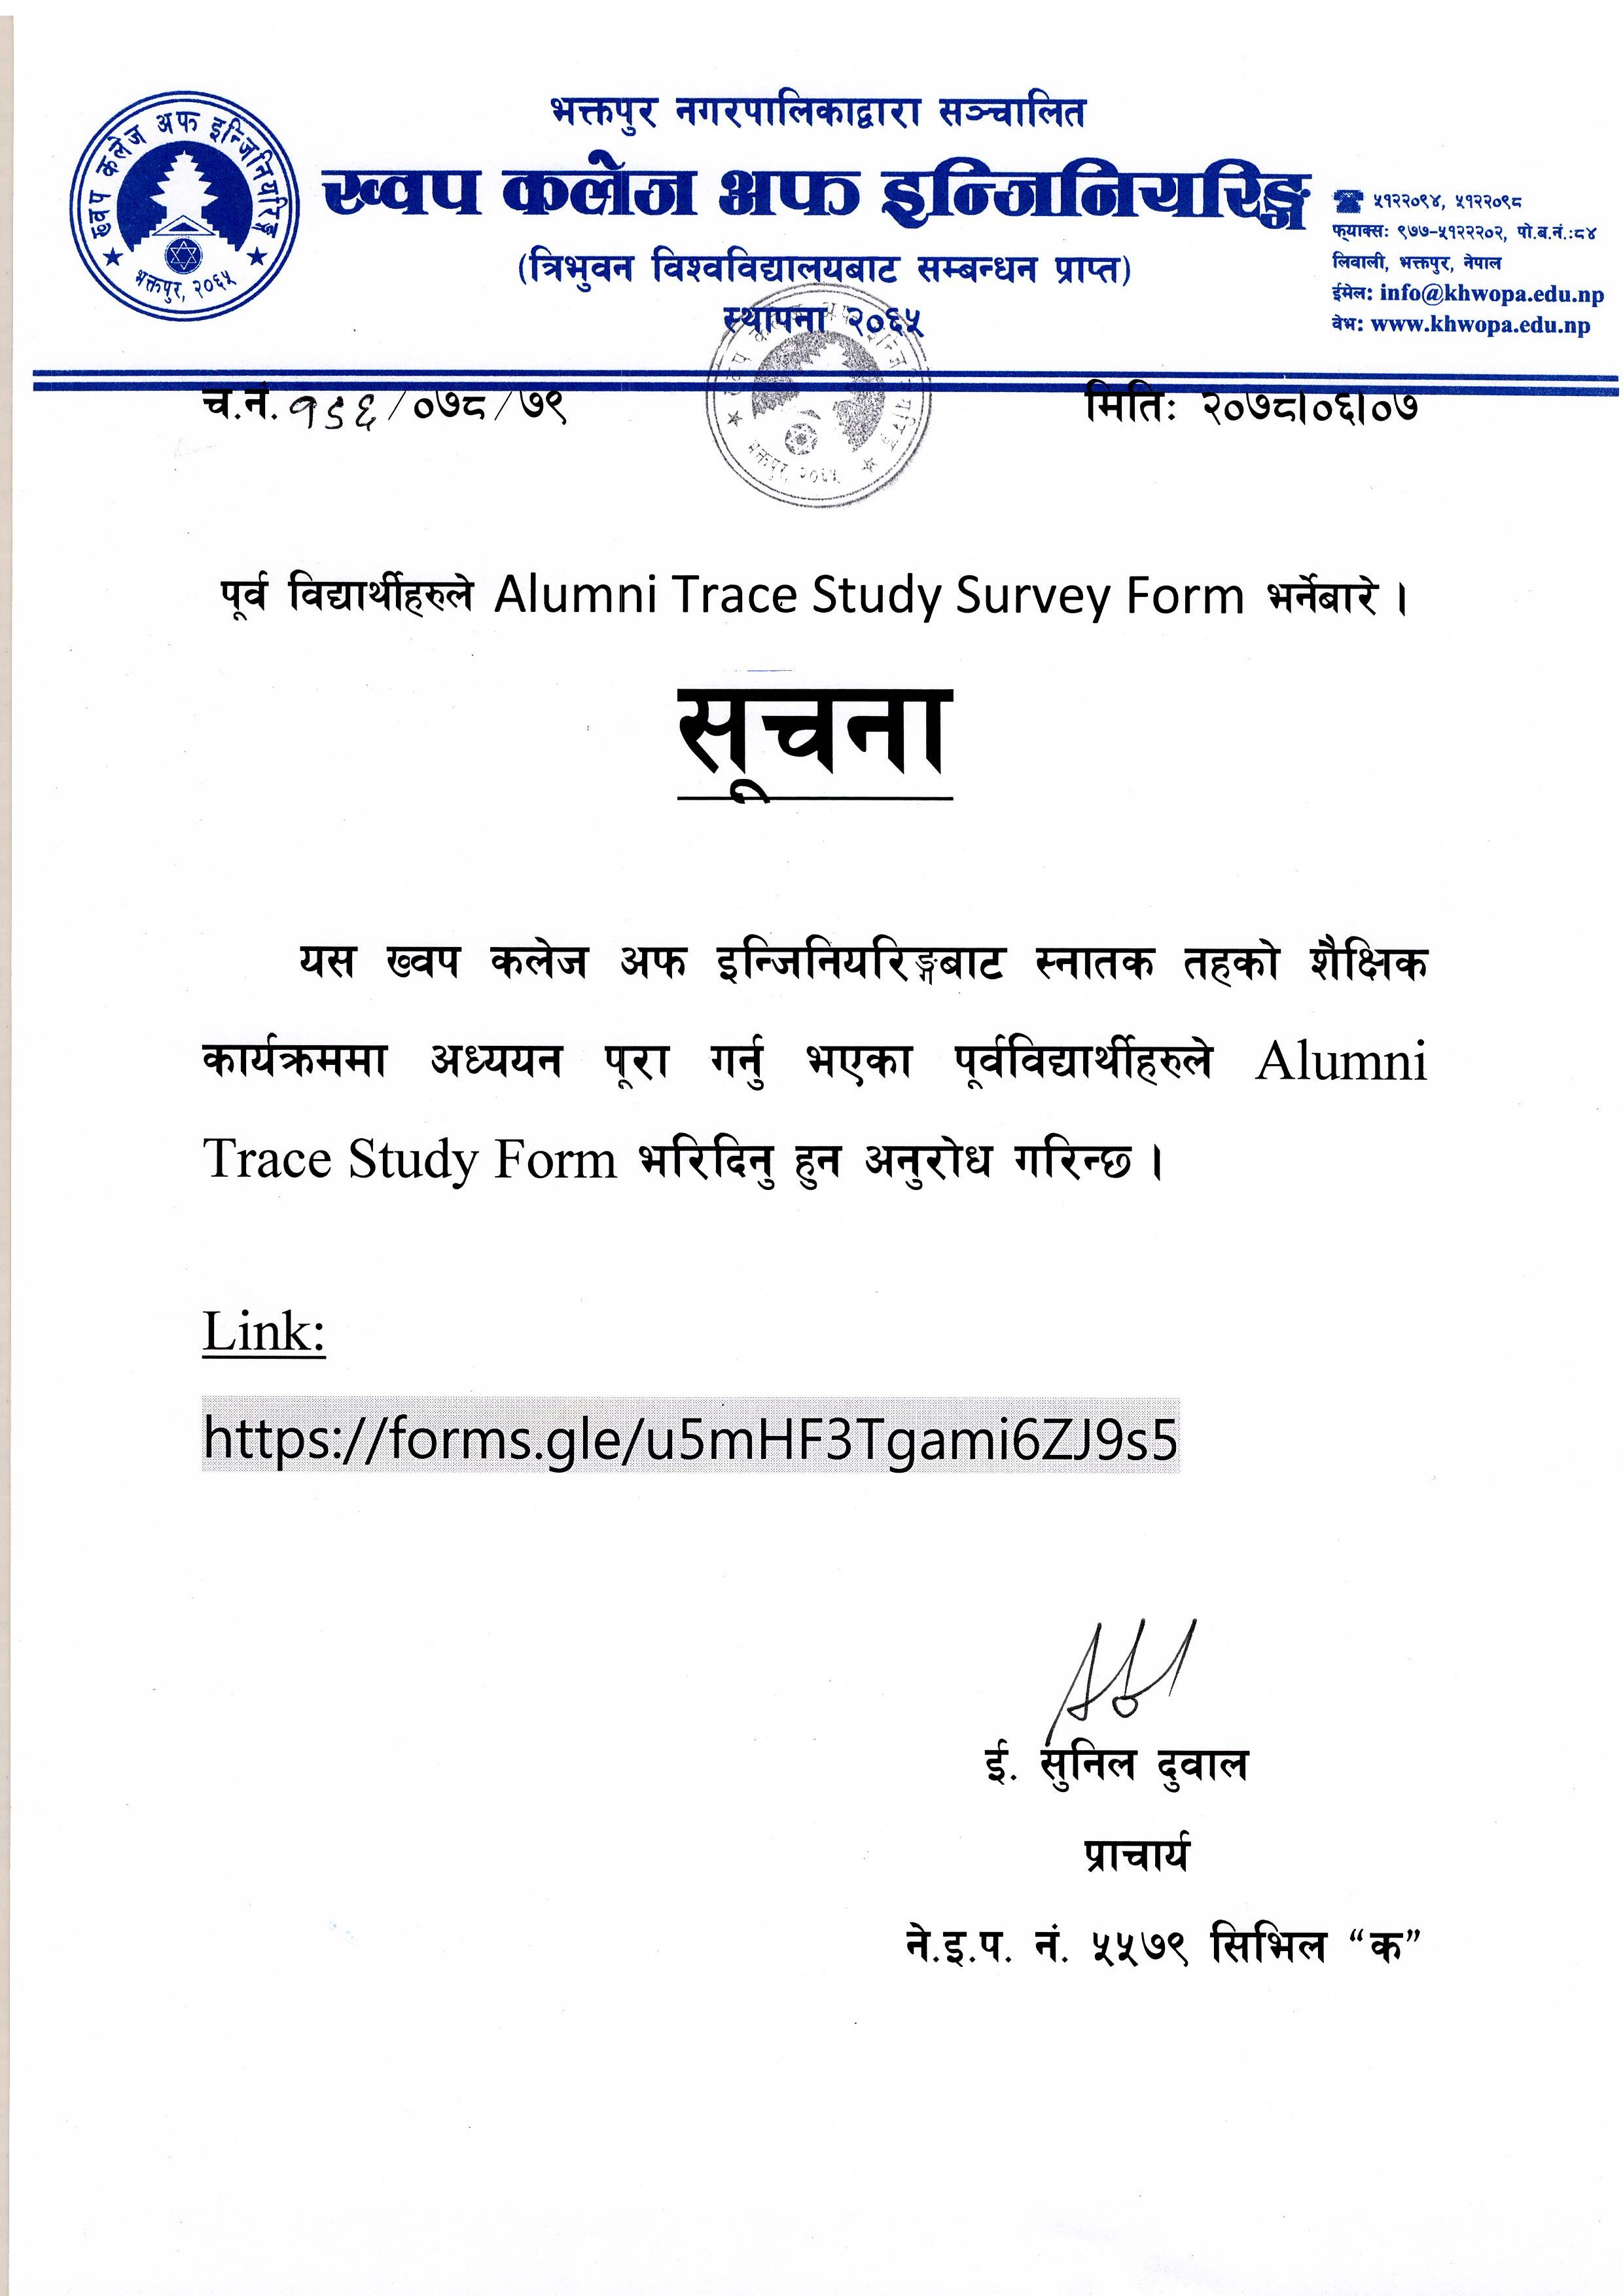 भक्तपुर नगरपालिकाद्वारा सञ्चालित
ख्वप कलेज अफ इन्जिनियरिङ्ग
(त्रिभुवन विश्वविद्यालयबाट सम्बन्धन प्राप्त)
स्थापना २०६५
ख्वप कलेज अफ इन्जिनियरिङ्ग
भक्तपुर, २०६५
५१२२०९४, ५१२२०९८
फ्याक्स: ९७७-५१२२२०२, पो.ब.नं.:८४
लिवाली, भक्तपुर, नेपाल
ईमेल: info@khwopa.edu.np
वेभ: www.khwopa.edu.np
च.नं. १९६/०७८/७९
मितिः २०७८।०६।०७
भक्तपुर, २०६५
पूर्व विद्यार्थीहरुले Alumni Trace Study Survey Form भर्नेबारे ।
सूचना
यस ख्वप कलेज अफ इन्जिनियरिङ्गबाट स्नातक तहको शैक्षिक
कार्यक्रममा अध्ययन पूरा गर्नु भएका पूर्वविद्यार्थीहरुले Alumni
Trace Study Form भरिदिनु हुन अनुरोध गरिन्छ ।
Link:
https://forms.gle/u5mHF3Tgami6ZJ9s5
ई. सुनिल दुवाल
प्राचार्य
ने.इ.प. नं. ५५७९ सिभिल “क”